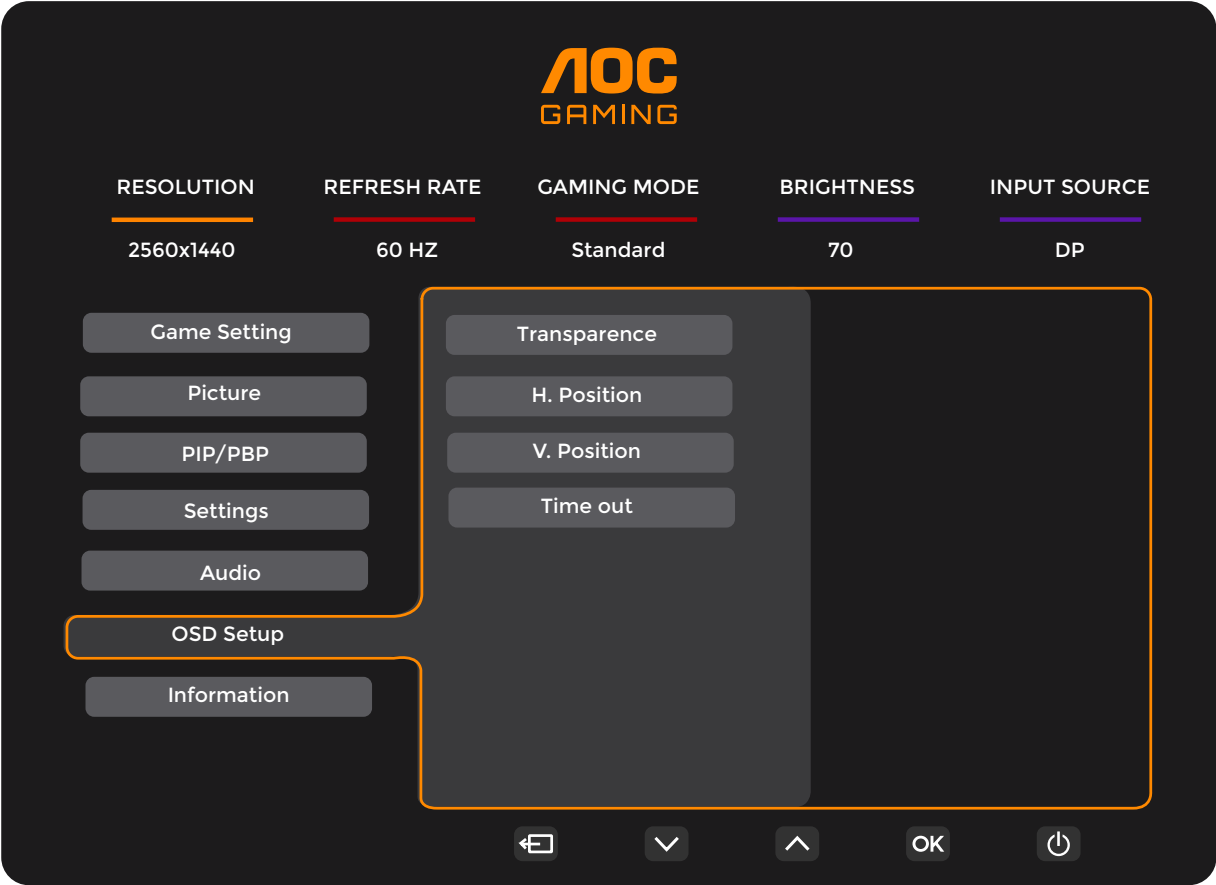 AOC
GAMING
RESOLUTION REFRESH RATE GAMING MODE BRIGHTNESS INPUT SOURCE
2560x1440 60 HZ Standard 70 DP
Game Setting
Picture
PIP/PBP
Settings
Audio
OSD Setup
Information
Transparence
H. Position
V. Position
Time out
OK